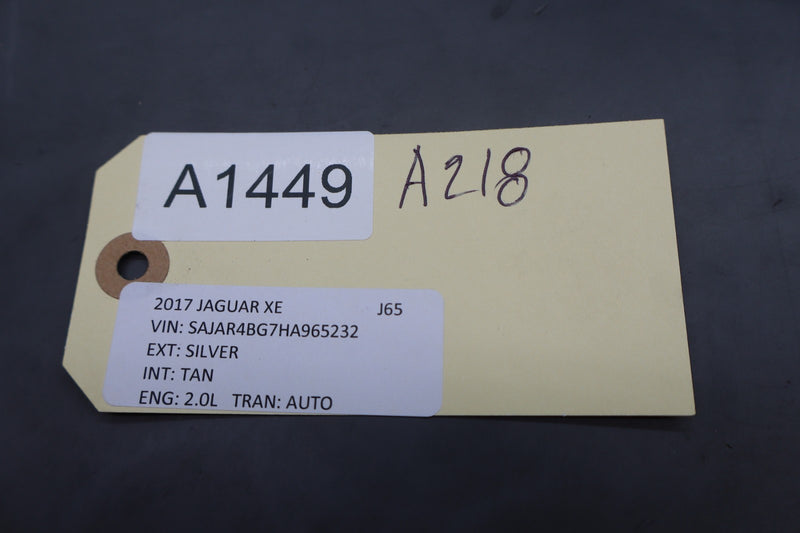 A1449 A218
2017 JAGUAR XE J65
VIN: SAJAR4BG7HA965232
EXT: SILVER
INT: TAN
ENG: 2.0L TRAN: AUTO